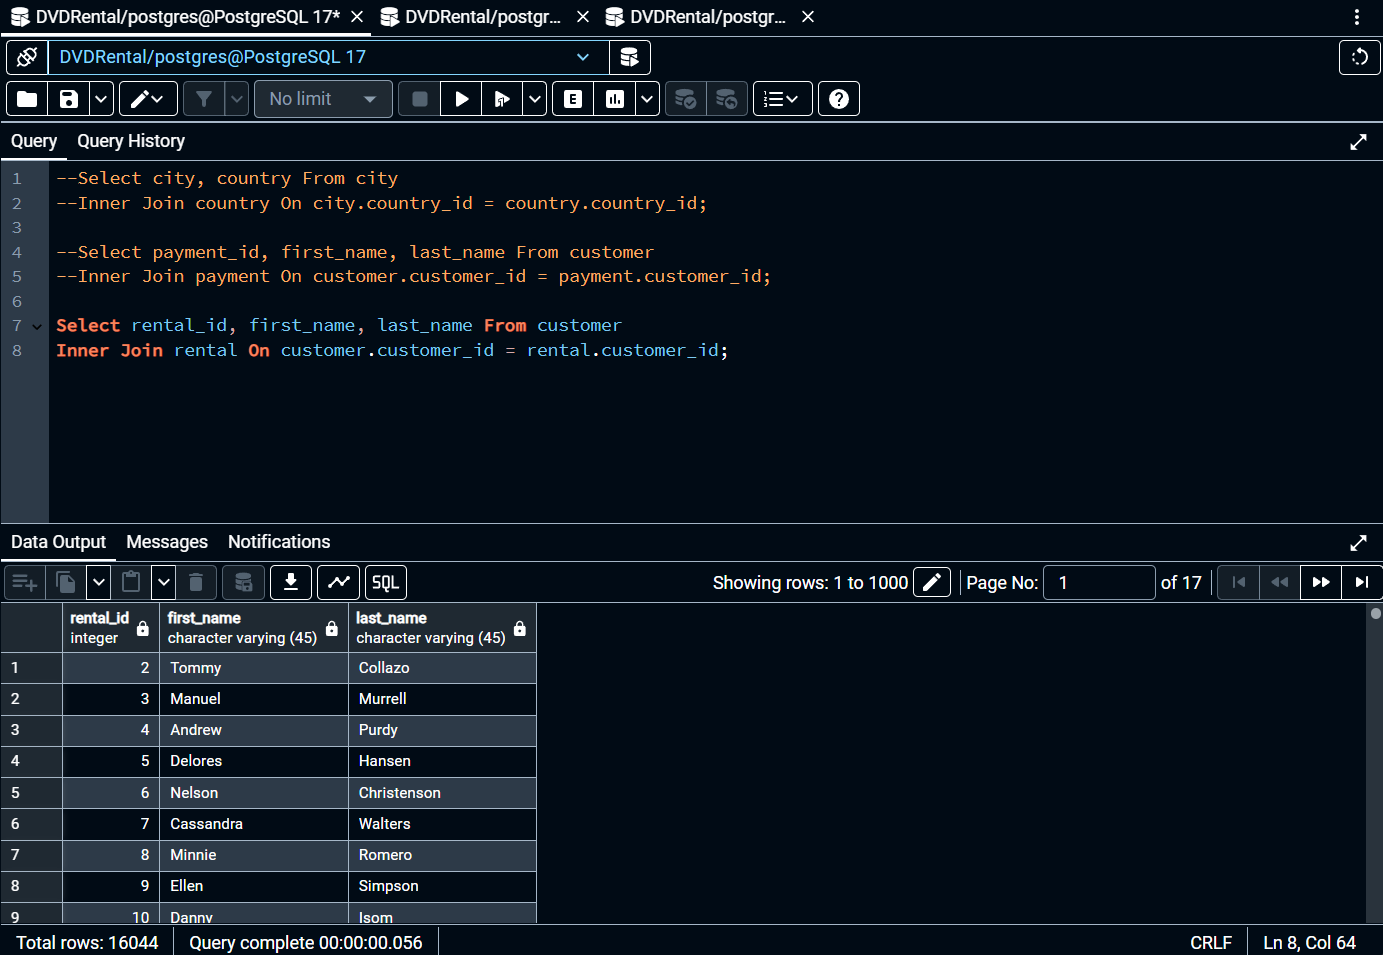 DVDRental/postgres@PostgreSQL 17* DVDRental/postgr... DVDRental/postgr...
DVDRental/postgres@PostgreSQL 17
No limit
Query Query History
1 --Select city, country From city
2 --Inner Join country On city.country_id = country.country_id;
3
4 --Select payment_id, first_name, last_name From customer
5 --Inner Join payment On customer.customer_id = payment.customer_id;
6
7 Select rental_id, first_name, last_name From customer
8 Inner Join rental On customer.customer_id = rental.customer_id;
Data Output Messages Notifications
SQL Showing rows: 1 to 1000 Page No: 1 of 17
rental_id first_name last_name
integer character varying (45) character varying (45)
1 2 Tommy Collazo
2 3 Manuel Murrell
3 4 Andrew Purdy
4 5 Delores Hansen
5 6 Nelson Christenson
6 7 Cassandra Walters
7 8 Minnie Romero
8 9 Ellen Simpson
9 10 Danny Isom
Total rows: 16044 Query complete 00:00:00.056 CRLF Ln 8, Col 64